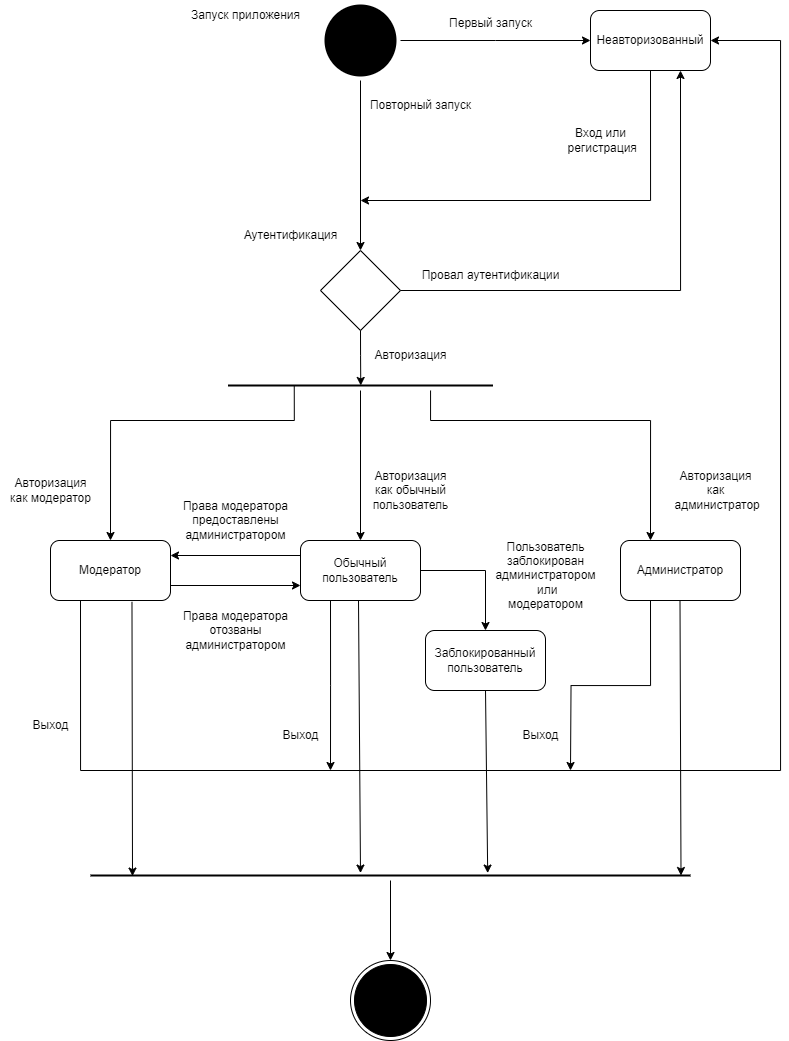 Запуск приложения
Первый запуск
Неавторизованный
Повторный запуск
Вход или
регистрация
Аутентификация
Провал аутентификации
Авторизация
Авторизация
как модератор
Авторизация
как обычный
пользователь
Авторизация
как
администратор
Права модератора
предоставлены
администратором
Модератор
Обычный
пользователь
Пользователь
заблокирован
администратором
или
модератором
Администратор
Права модератора
отозваны
администратором
Заблокированный
пользователь
Выход
Выход
Выход